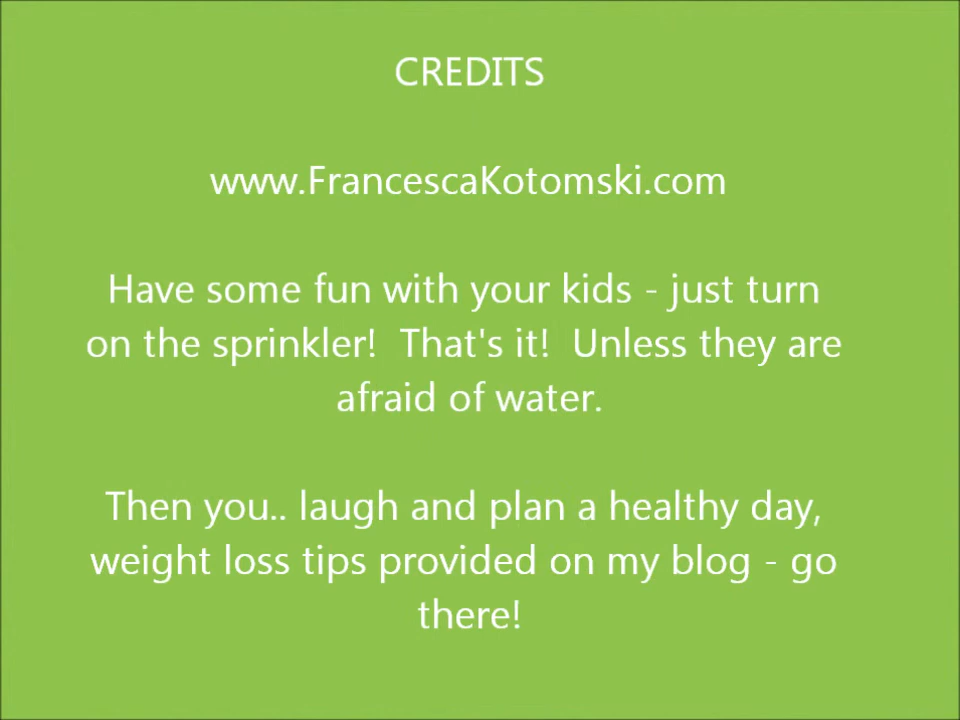 CREDITS
www.FrancescaKotomski.com
Have some fun with your kids - just turn
on the sprinkler!  That's it!  Unless they are
afraid of water.
Then you.. laugh and plan a healthy day,
weight loss tips provided on my blog - go
there!